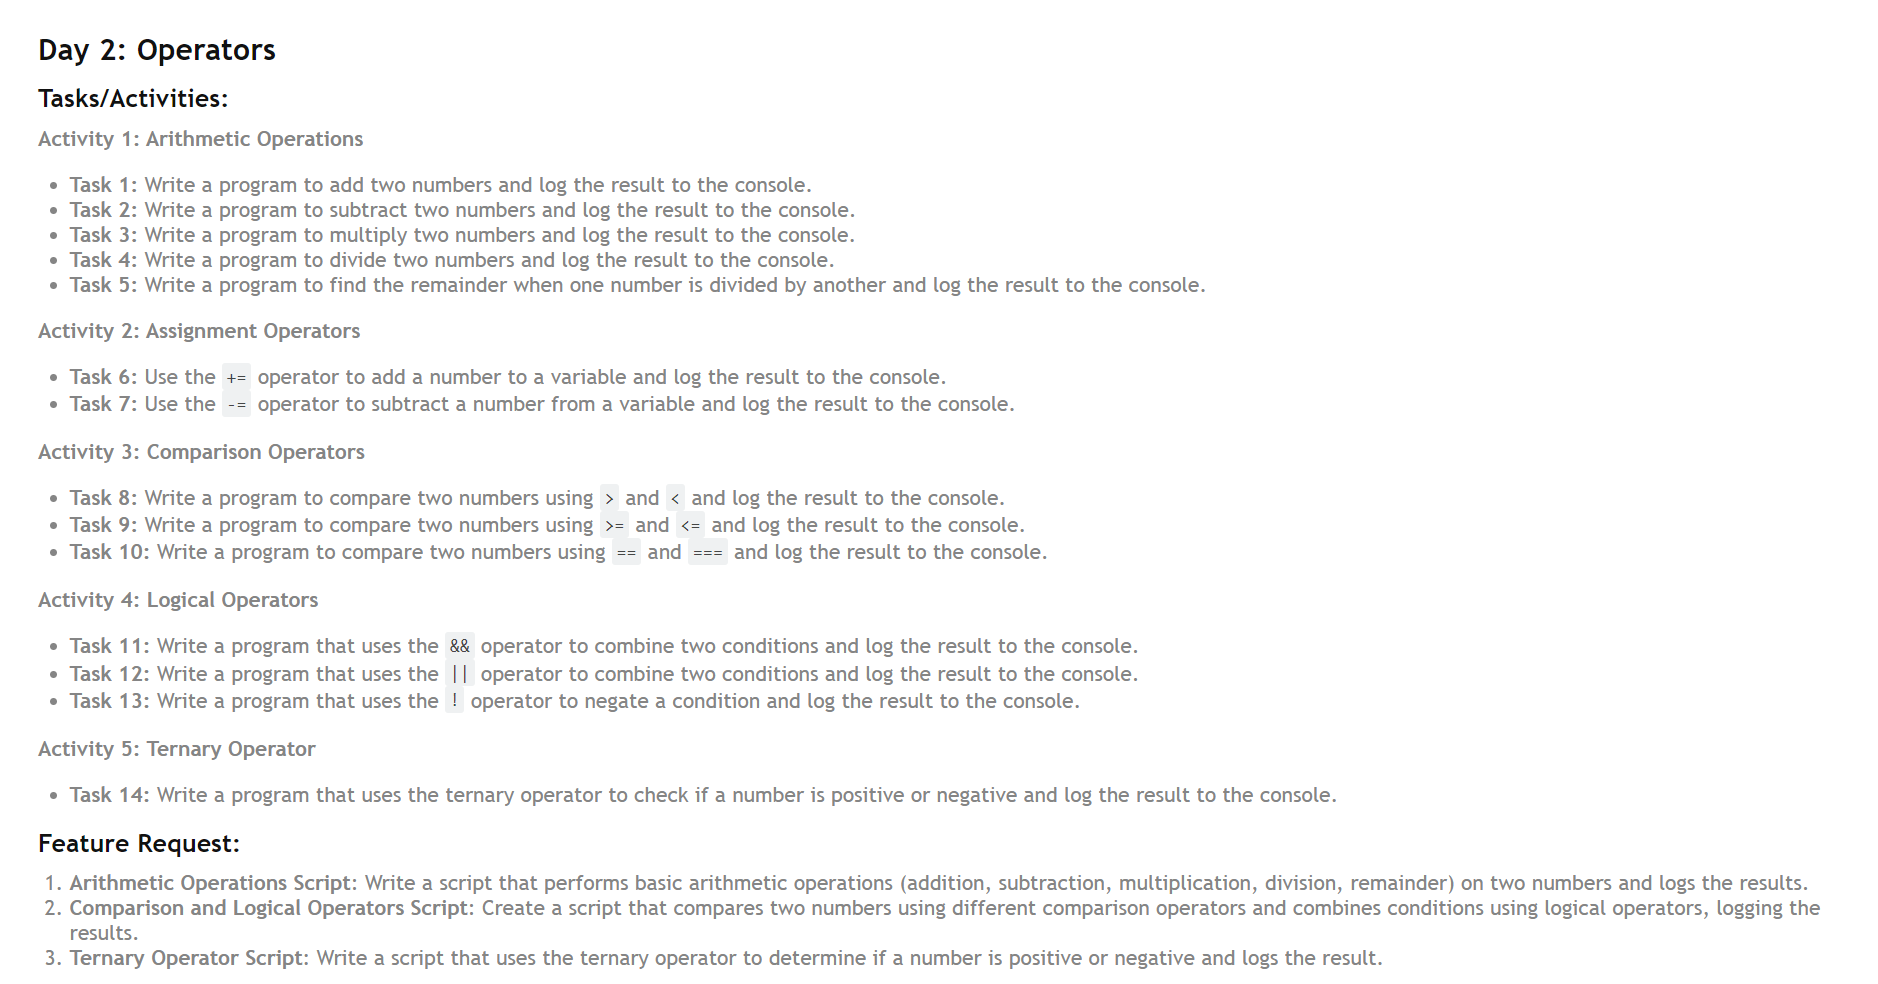 Day 2: Operators
Tasks/Activities:
Activity 1: Arithmetic Operations
• Task 1: Write a program to add two numbers and log the result to the console.
• Task 2: Write a program to subtract two numbers and log the result to the console.
• Task 3: Write a program to multiply two numbers and log the result to the console.
• Task 4: Write a program to divide two numbers and log the result to the console.
• Task 5: Write a program to find the remainder when one number is divided by another and log the result to the console.
Activity 2: Assignment Operators
• Task 6: Use the += operator to add a number to a variable and log the result to the console.
• Task 7: Use the -= operator to subtract a number from a variable and log the result to the console.
Activity 3: Comparison Operators
• Task 8: Write a program to compare two numbers using > and < and log the result to the console.
• Task 9: Write a program to compare two numbers using >= and <= and log the result to the console.
• Task 10: Write a program to compare two numbers using == and === and log the result to the console.
Activity 4: Logical Operators
• Task 11: Write a program that uses the && operator to combine two conditions and log the result to the console.
• Task 12: Write a program that uses the || operator to combine two conditions and log the result to the console.
• Task 13: Write a program that uses the ! operator to negate a condition and log the result to the console.
Activity 5: Ternary Operator
• Task 14: Write a program that uses the ternary operator to check if a number is positive or negative and log the result to the console.
Feature Request:
1. Arithmetic Operations Script: Write a script that performs basic arithmetic operations (addition, subtraction, multiplication, division, remainder) on two numbers and logs the results.
2. Comparison and Logical Operators Script: Create a script that compares two numbers using different comparison operators and combines conditions using logical operators, logging the
results.
3. Ternary Operator Script: Write a script that uses the ternary operator to determine if a number is positive or negative and logs the result.